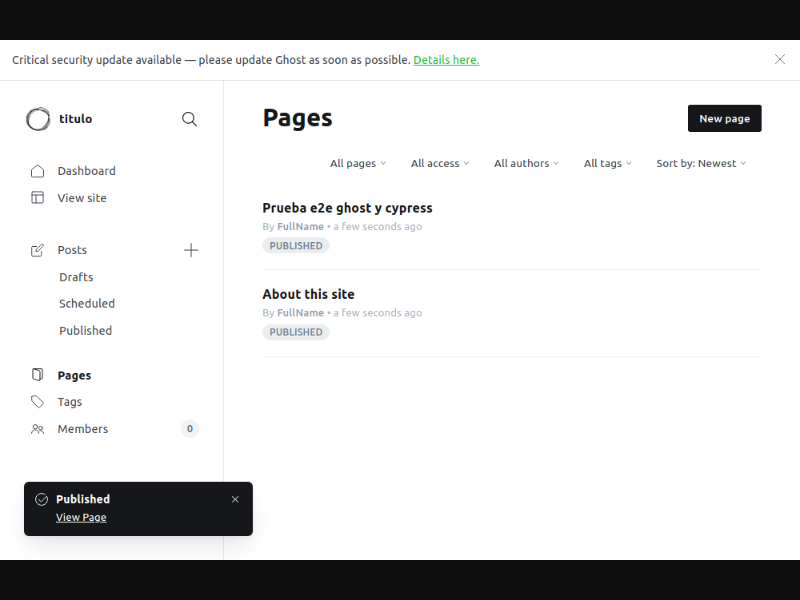 Critical security update available — please update Ghost as soon as possible. Details here.
titulo
Dashboard
View site
Posts
Drafts
Scheduled
Published
Pages
Tags
Members 0
Pages
New page
All pages All access All authors All tags Sort by: Newest
Prueba e2e ghost y cypress
By FullName • a few seconds ago
PUBLISHED
About this site
By FullName • a few seconds ago
PUBLISHED
Published
View Page